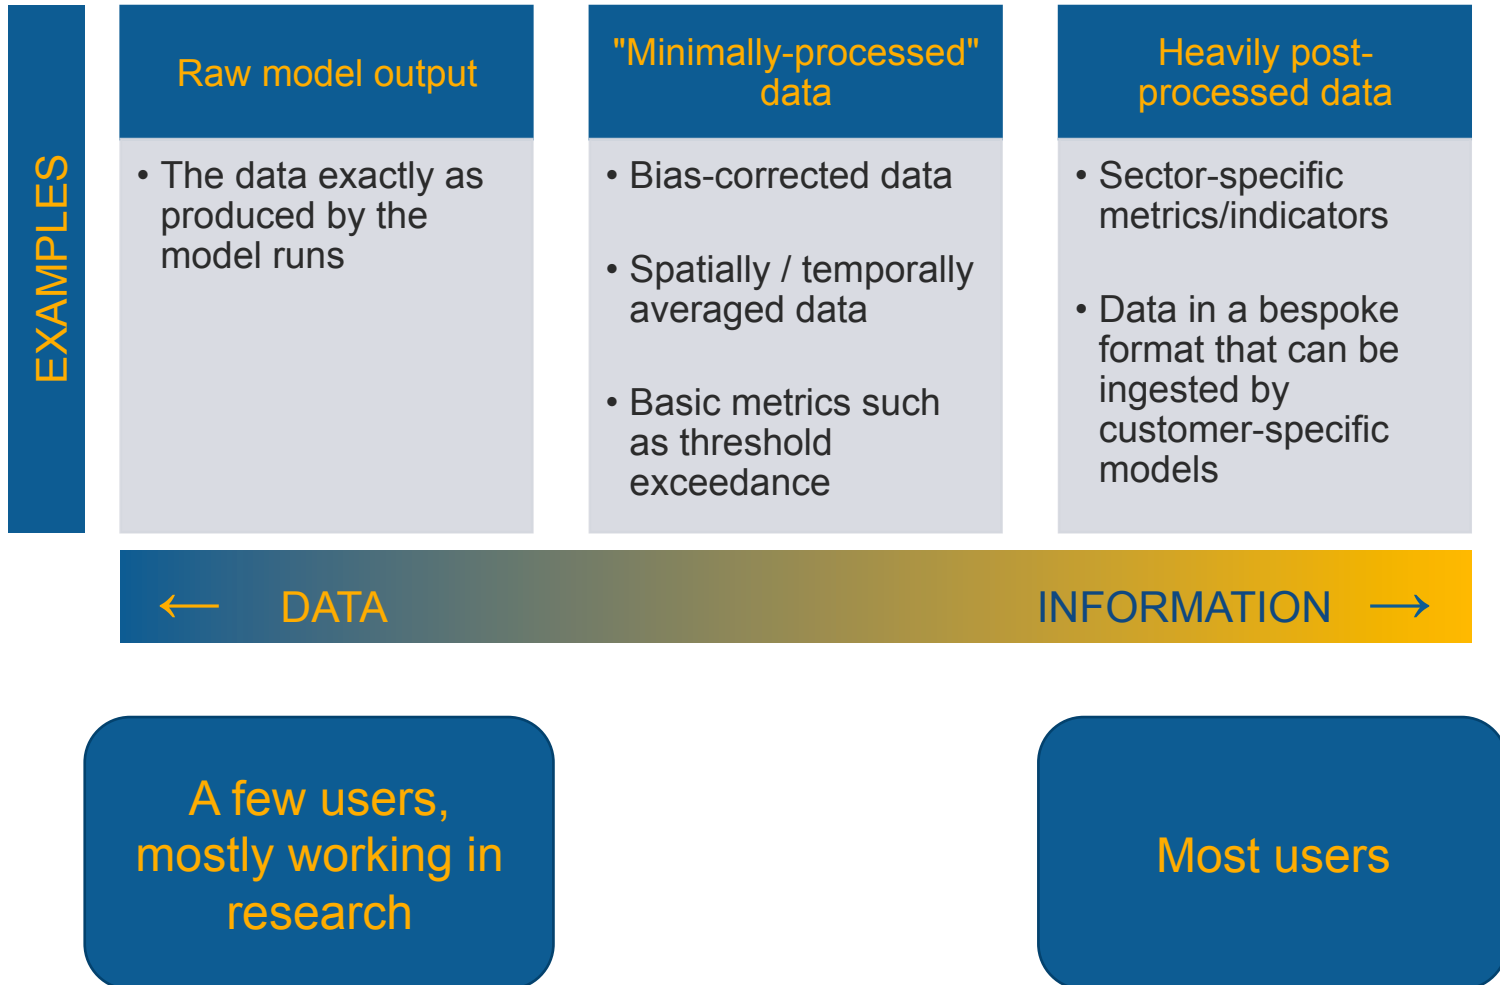 EXAMPLES
Raw model output
• The data exactly as
produced by the
model runs
"Minimally-processed"
data
• Bias-corrected data
• Spatially / temporally
averaged data
• Basic metrics such
as threshold
exceedance
Heavily post-
processed data
• Sector-specific
metrics/indicators
• Data in a bespoke
format that can be
ingested by
customer-specific
models
← DATA
INFORMATION →
A few users,
mostly working in
research
Most users